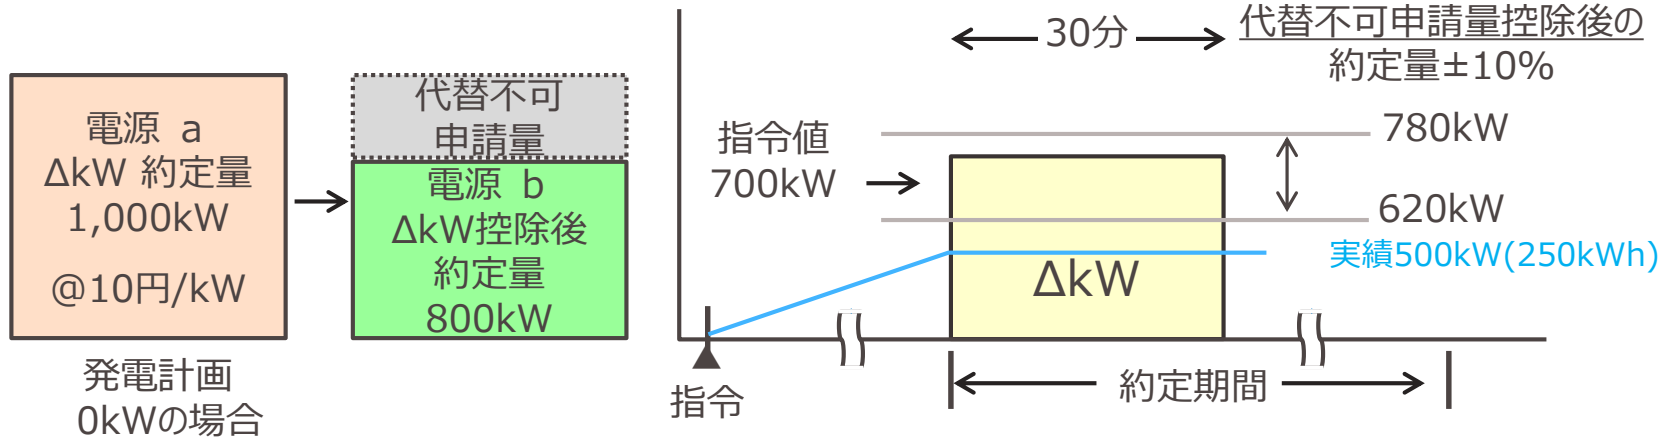 電源 a
ΔkW 約定量
1,000kW
@10円/kW
発電計画
0kWの場合
代替不可
申請量
電源 b
ΔkW控除後
約定量
800kW
30分
代替不可申請量控除後の
約定量±10%
指令値
700kW
780kW
620kW
実績500kW(250kWh)
ΔkW
指令
約定期間